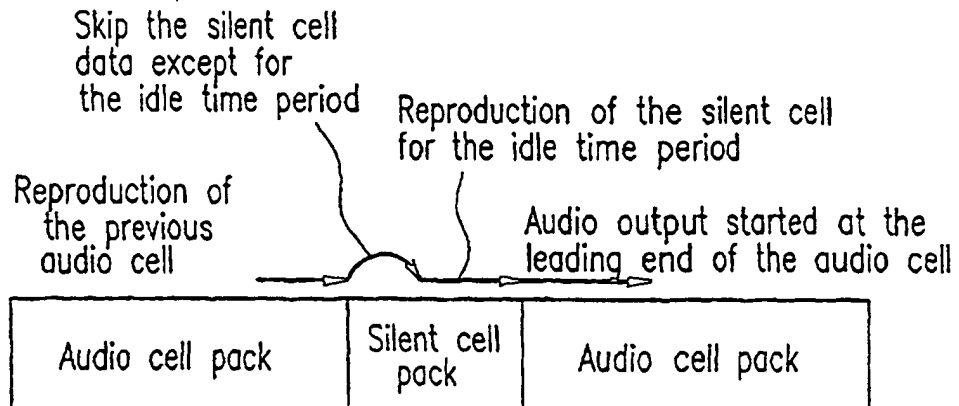 Skip the silent cell
data except for
the idle time period
Reproduction of the silent cell
for the idle time period
Reproduction of
the previous
audio cell
Audio output started at the
leading end of the audio cell
Audio cell pack
Silent cell
pack
Audio cell pack